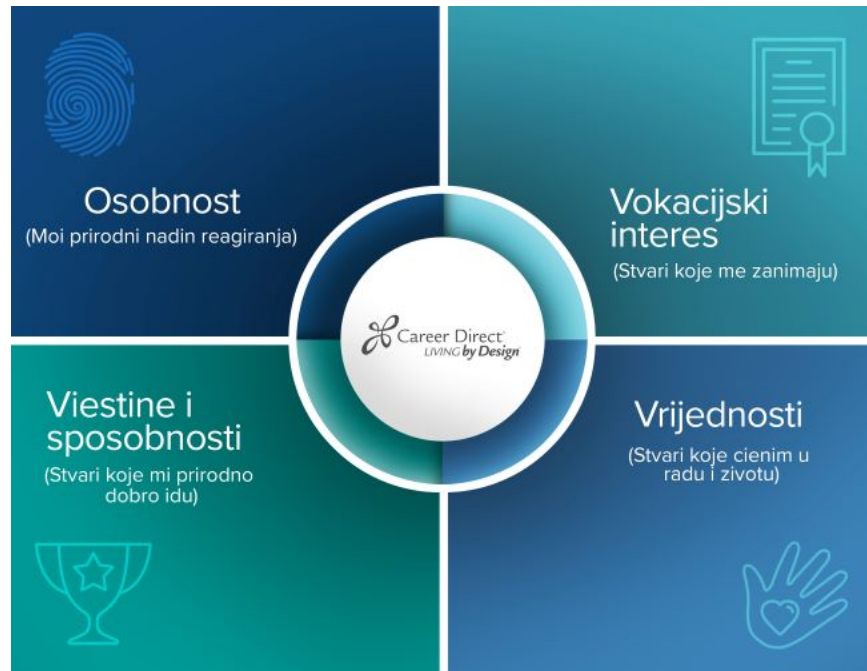 Osobnost
(Moi prirodni nadin reagiranja)
Vokacijski
interes
(Stvari koje me zanimaju)
Career Direct
LIVING by Design
Viestine i
sposobnosti
(Stvari koje mi prirodno
dobro idu)
Vrijednosti
(Stvari koje cienim u
radu i zivotu)